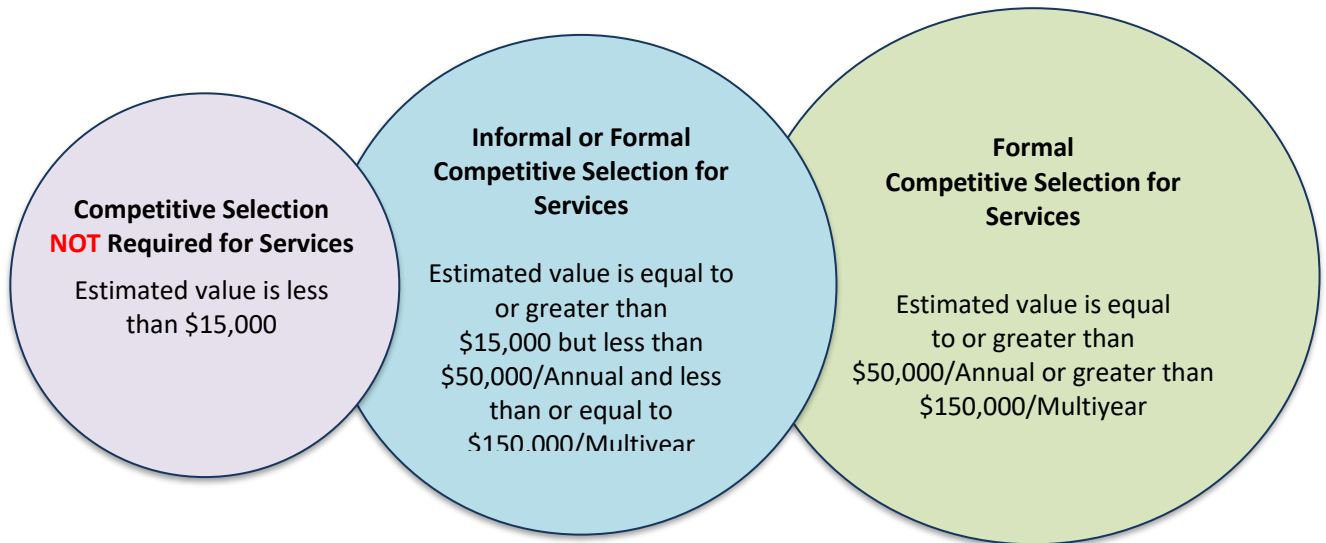 Competitive Selection
NOT Required for Services
Estimated value is less
than $15,000
Informal or Formal
Competitive Selection for
Services
Estimated value is equal to
or greater than
$15,000 but less than
$50,000/Annual and less
than or equal to
$150,000/Multiyear
Formal
Competitive Selection for
Services
Estimated value is equal
to or greater than
$50,000/Annual or greater than
$150,000/Multiyear